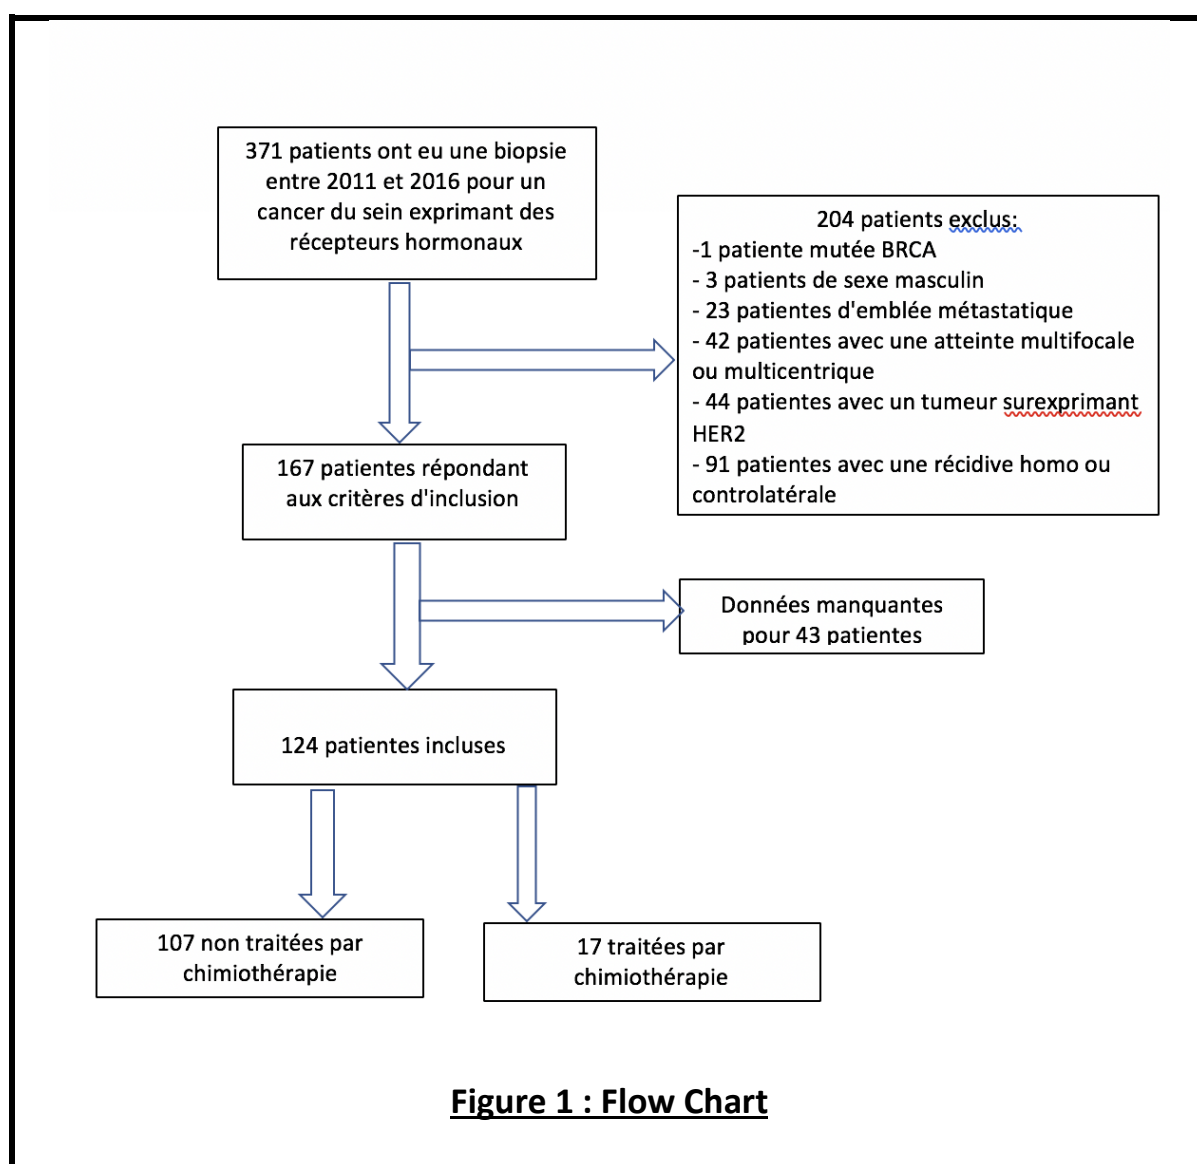 371 patients ont eu une biopsie
entre 2011 et 2016 pour un
cancer du sein exprimant des
récepteurs hormonaux
204 patients exclus:
-1 patiente mutée BRCA
- 3 patients de sexe masculin
- 23 patientes d'emblée métastatique
- 42 patientes avec une atteinte multifocale
ou multicentrique
- 44 patientes avec un tumeur surexprimant
HER2
- 91 patientes avec une récidive homo ou
controlatérale
167 patientes répondant
aux critères d'inclusion
Données manquantes
pour 43 patientes
124 patientes incluses
107 non traitées par
chimiothérapie
17 traitées par
chimiothérapie
Figure 1 : Flow Chart